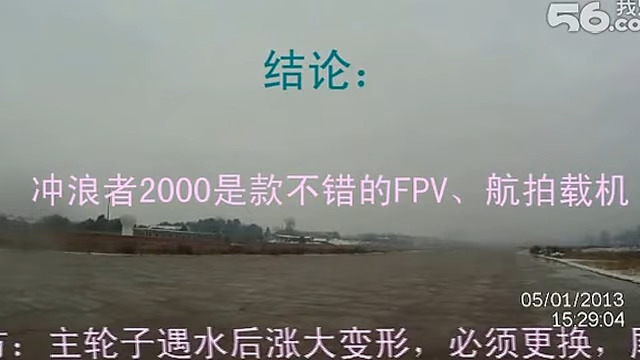 56.com
我
结论：
冲浪者2000是款不错的FPV、航拍载机
05/01/2013
15:29:04
：主轮子遇水后涨大变形，必须更换，